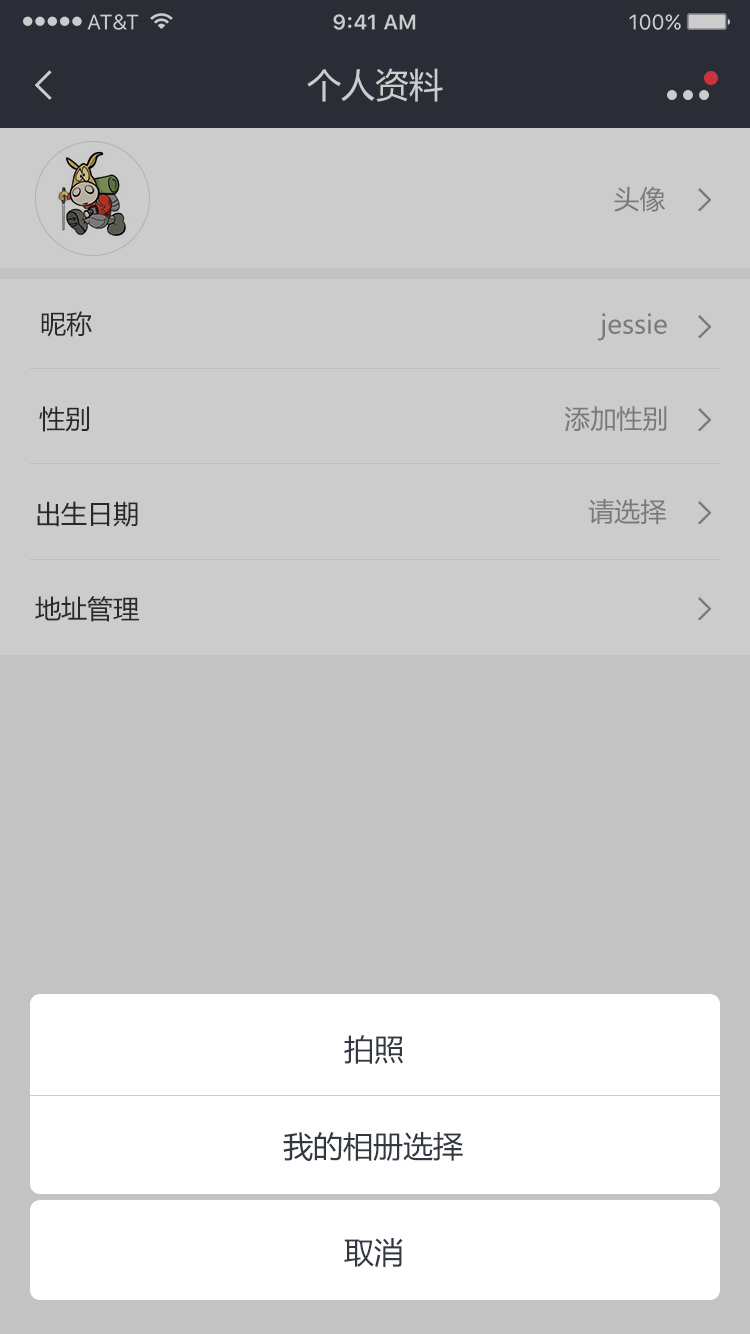 AT&T 9:41 AM 100%
个人资料
头像
昵称 jessie
性别 添加性别
出生日期 请选择
地址管理
拍照
我的相册选择
取消